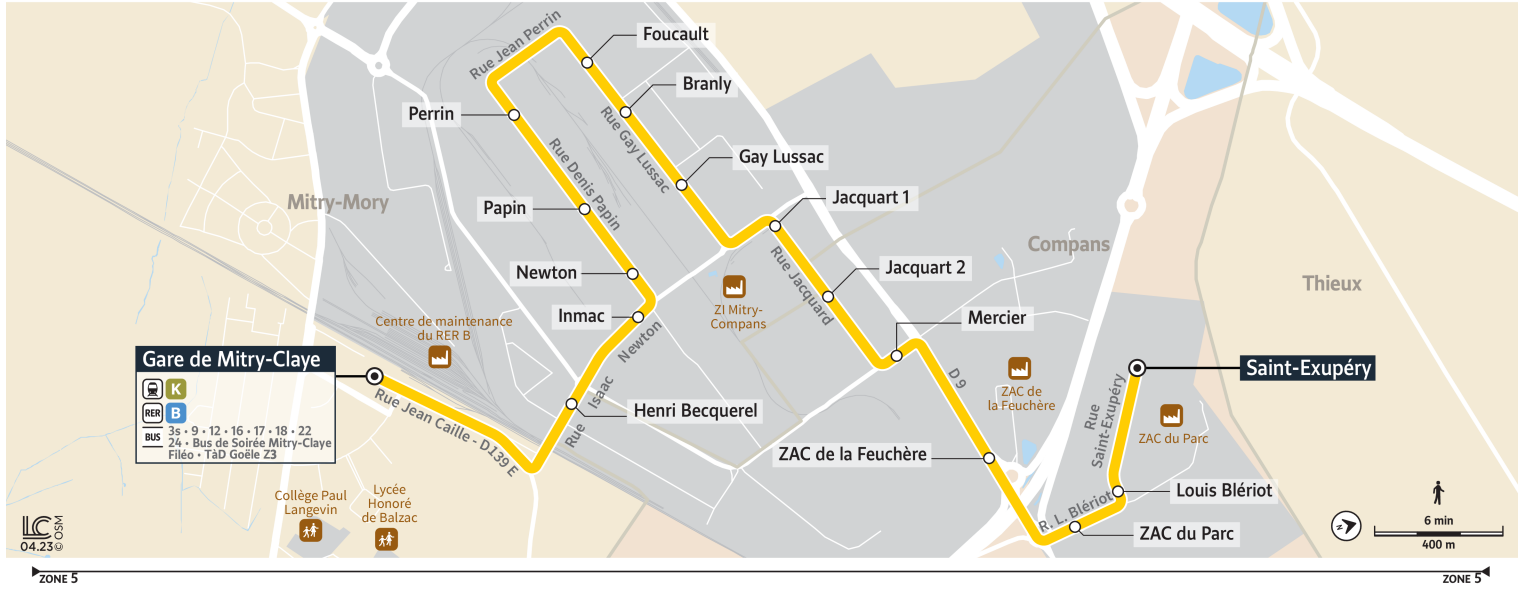 Rue Jean Perrin
Foucault
Branly
Perrin
Rue Gay Lussac
Rue Denis Papin
Gay Lussac
Mitry-Mory
Papin
Jacquart 1
Compans
Newton
Jacquart 2
Rue Jacquard
Thieux
ZI Mitry-
Compans
Inmac
Newton
Mercier
Centre de maintenance
du RER B
Gare de Mitry-Claye
K
RER B
BUS
3s • 9 • 12 • 16 • 17 • 18 • 22
24 • Bus de Soirée Mitry-Claye
Filéo • TàD Goële Z3
Rue Jean Caille - D139 E
Rue Isaac
Henri Becquerel
D 9
ZAC de
la Feuchère
Saint-Exupéry
Rue
Saint-Exupéry
ZAC du Parc
ZAC de la Feuchère
Louis Blériot
R. L. Blériot
ZAC du Parc
Collège Paul
Langevin
Lycée
Honoré
de Balzac
LC
04.23 © OSM
N
6 min
400 m
ZONE 5
ZONE 5